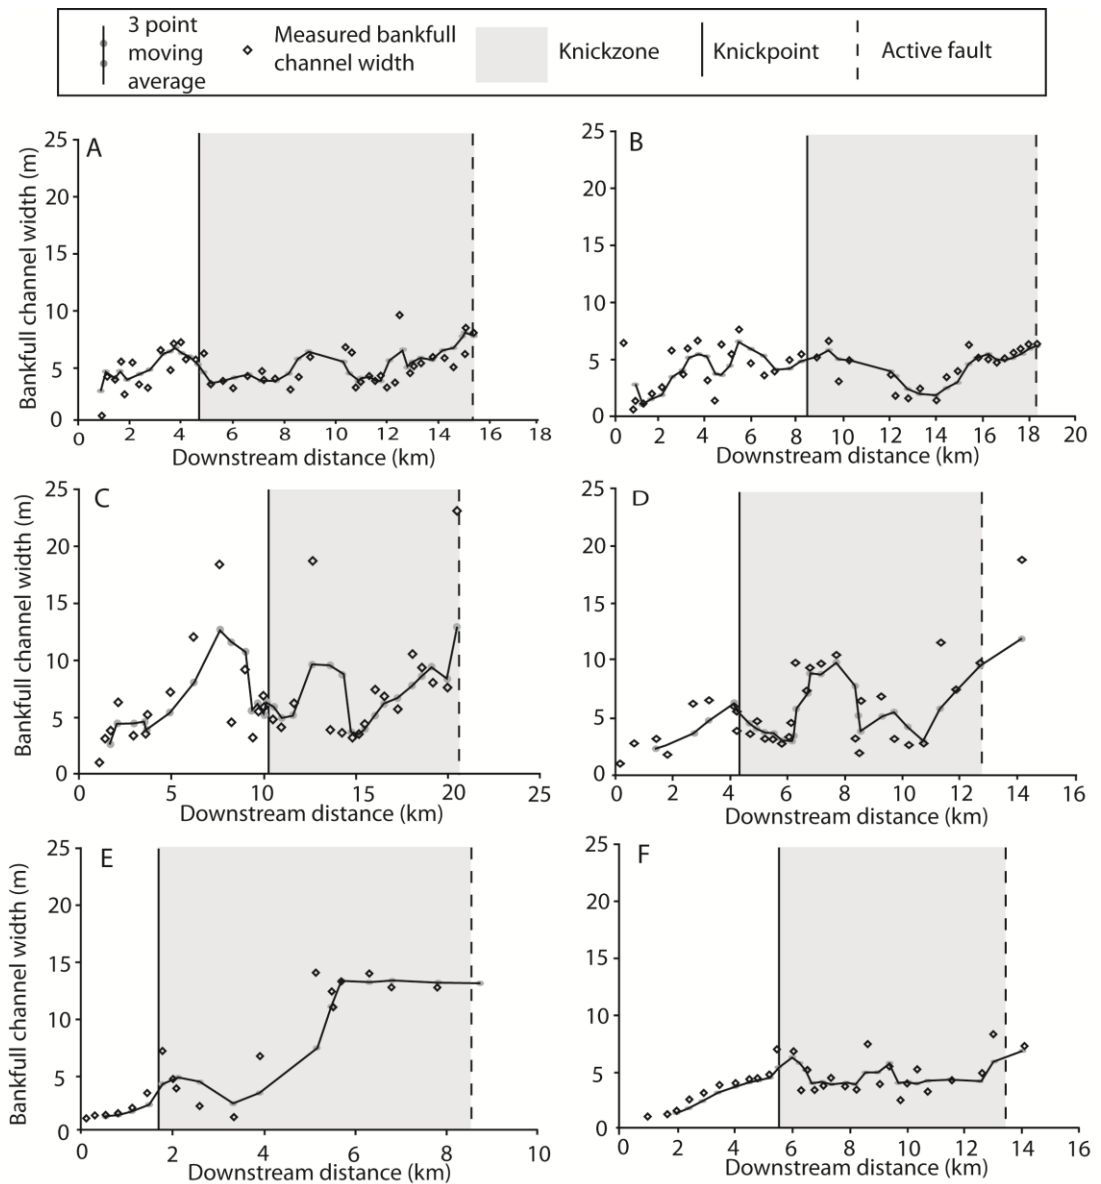 3 point
moving
average
Measured bankfull
channel width
Knickzone
Knickpoint
Active fault
A
Bankfull channel width (m)
25
20
15
10
5
0
0 2 4 6 8 10 12 14 16 18
Downstream distance (km)
B
25
20
15
10
5
0
0 2 4 6 8 10 12 14 16 18 20
Downstream distance (km)
C
Bankfull channel width (m)
25
20
15
10
5
0
0 5 10 15 20 25
Downstream distance (km)
D
25
20
15
10
5
0
0 2 4 6 8 10 12 14 16
Downstream distance (km)
E
Bankfull channel width (m)
25
20
15
10
5
0
0 2 4 6 8 10
Downstream distance (km)
F
25
20
15
10
5
0
0 2 4 6 8 10 12 14 16
Downstream distance (km)